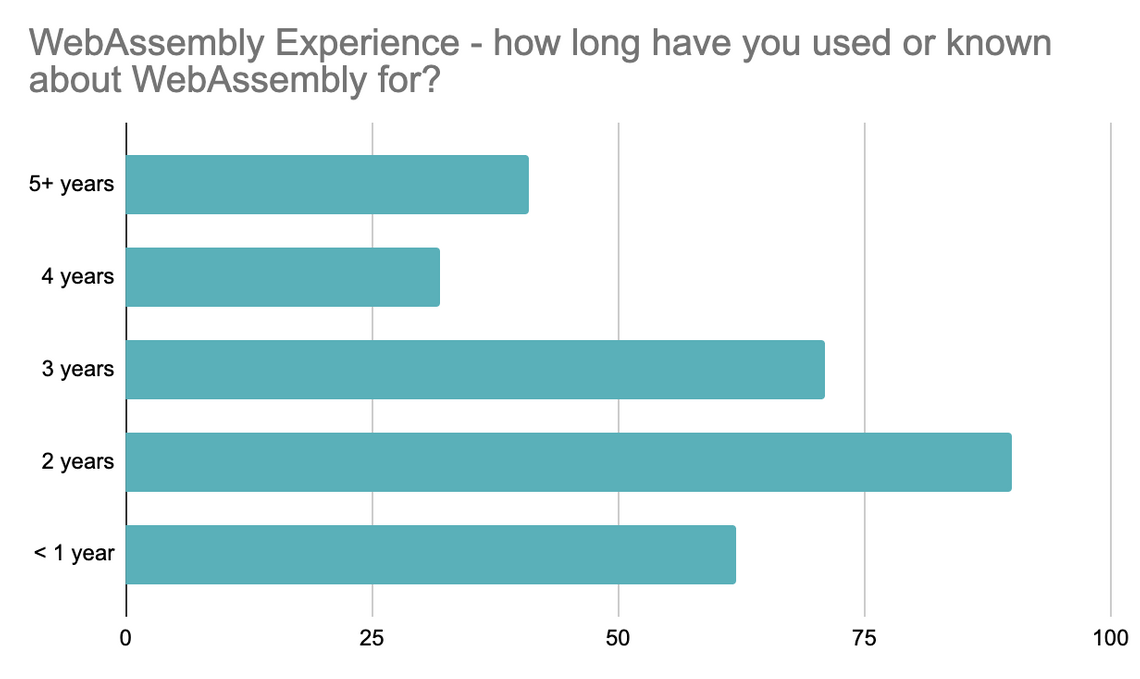 WebAssembly Experience - how long have you used or known
about WebAssembly for?
5+ years
4 years
3 years
2 years
< 1 year
0 25 50 75 100